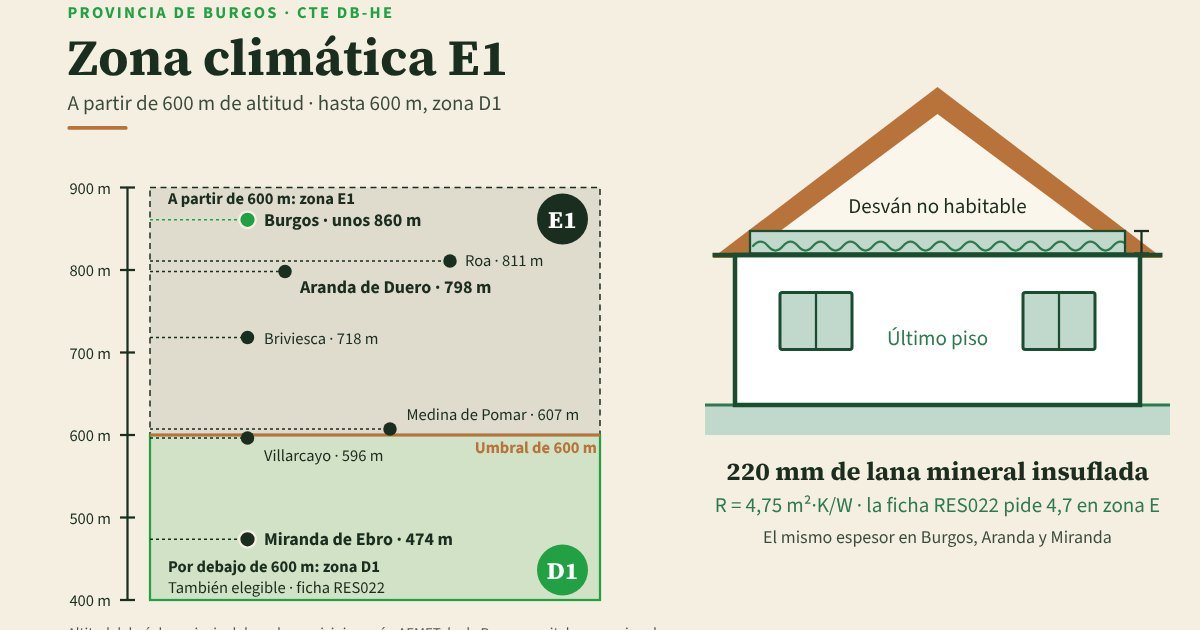 PROVINCIA DE BURGOS · CTE DB-HE
Zona climática E1
A partir de 600 m de altitud · hasta 600 m, zona D1
900 m
A partir de 600 m: zona E1
Burgos · unos 860 m
E1
Roa · 811 m
800 m
Aranda de Duero · 798 m
Briviesca · 718 m
700 m
Medina de Pomar · 607 m
600 m
Umbral de 600 m
Villarcayo · 596 m
500 m
Miranda de Ebro · 474 m
Por debajo de 600 m: zona D1
También elegible · ficha RES022
D1
400 m
Desván no habitable
Último piso
220 mm de lana mineral insuflada
R = 4,75 m²·K/W · la ficha RES022 pide 4,7 en zona E
El mismo espesor en Burgos, Aranda y Miranda